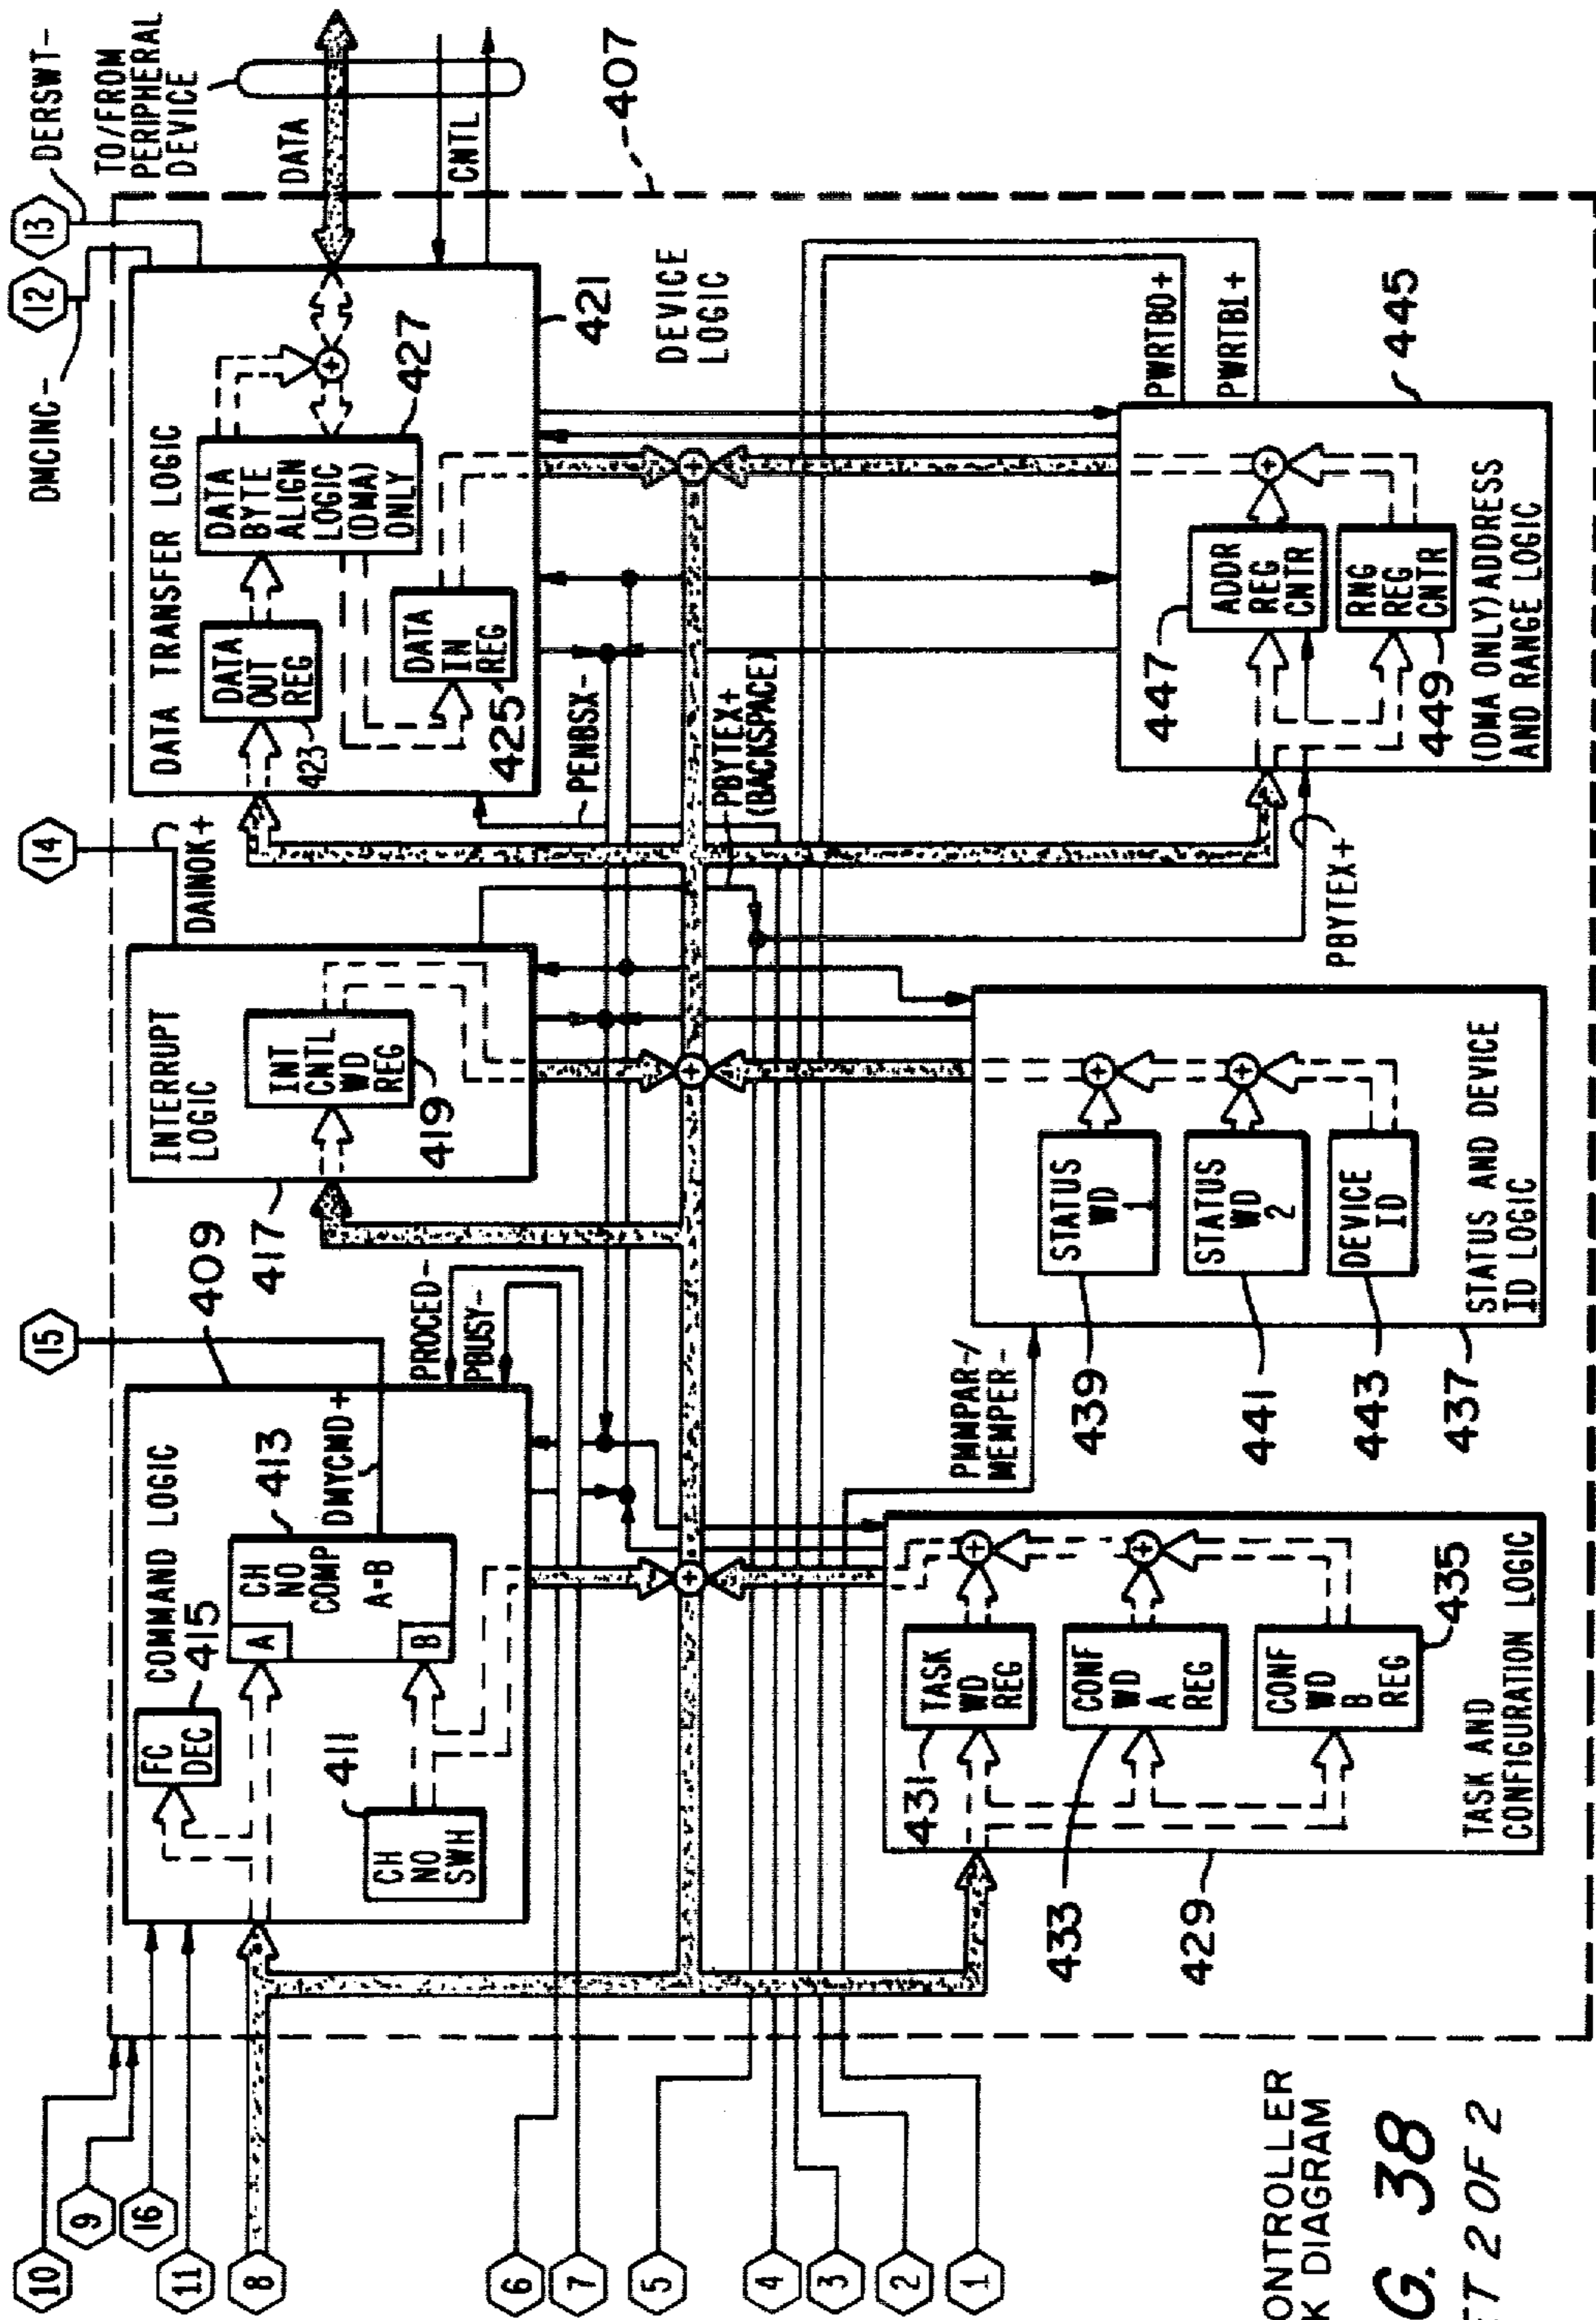 DMCINC-
12
13
DERSWT-
TO/FROM
PERIPHERAL
DEVICE
DATA
CNTL
407
14
DAINOK+
15
10
9
16
11
8
6
7
5
4
3
2
1
COMMAND LOGIC
409
FC
DEC
415
A
CH
NO
COMP
A=B
B
413
DMYCMD+
411
CH
NO
SWH
PROCED-
PBUSY-
INTERRUPT
LOGIC
417
INT
CNTL
WD
REG
419
DATA TRANSFER LOGIC
DATA
OUT
REG
423
DATA
BYTE
ALIGN
LOGIC
(DMA)
ONLY
427
DATA
IN
REG
425
421
DEVICE
LOGIC
PENBSX-
PBYTEX+
(BACKSPACE)
PWRTBO+
PWRTBI+
445
447
ADDR
REG
CNTR
RNG
REG
CNTR
449
(DMA ONLY) ADDRESS
AND RANGE LOGIC
PBYTEX+
PMMPAR-/
MEMPER-
STATUS
WD
1
439
STATUS
WD
2
441
DEVICE
ID
443
STATUS AND DEVICE
ID LOGIC
437
431
TASK
WD
REG
433
CONF
WD
A
REG
CONF
WD
B
REG
435
TASK AND
CONFIGURATION LOGIC
429
ONTROLLER
K DIAGRAM
G. 38
ET 2 OF 2